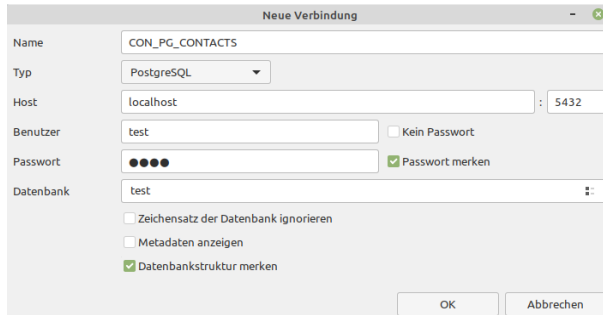 Neue Verbindung
Name CON_PG_CONTACTS
Typ PostgreSQL
Host localhost : 5432
Benutzer test Kein Passwort
Passwort ●●●● Passwort merken
Datenbank test
Zeichensatz der Datenbank ignorieren
Metadaten anzeigen
Datenbankstruktur merken
OK Abbrechen